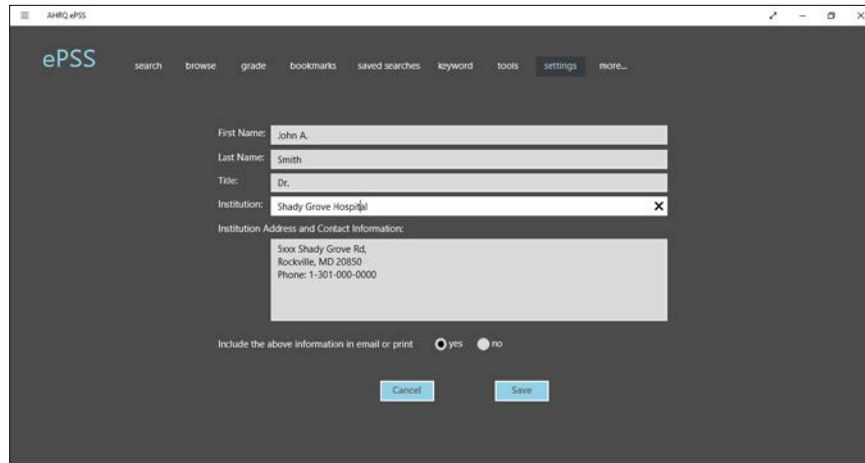 AHRQ ePSS
ePSS search browse grade bookmarks saved searches keyword tools settings more...
First Name: John A.
Last Name: Smith
Title: Dr.
Institution: Shady Grove Hospital
Institution Address and Contact Information:
5xxx Shady Grove Rd,
Rockville, MD 20850
Phone: 1-301-000-0000
Include the above information in email or print yes no
Cancel Save